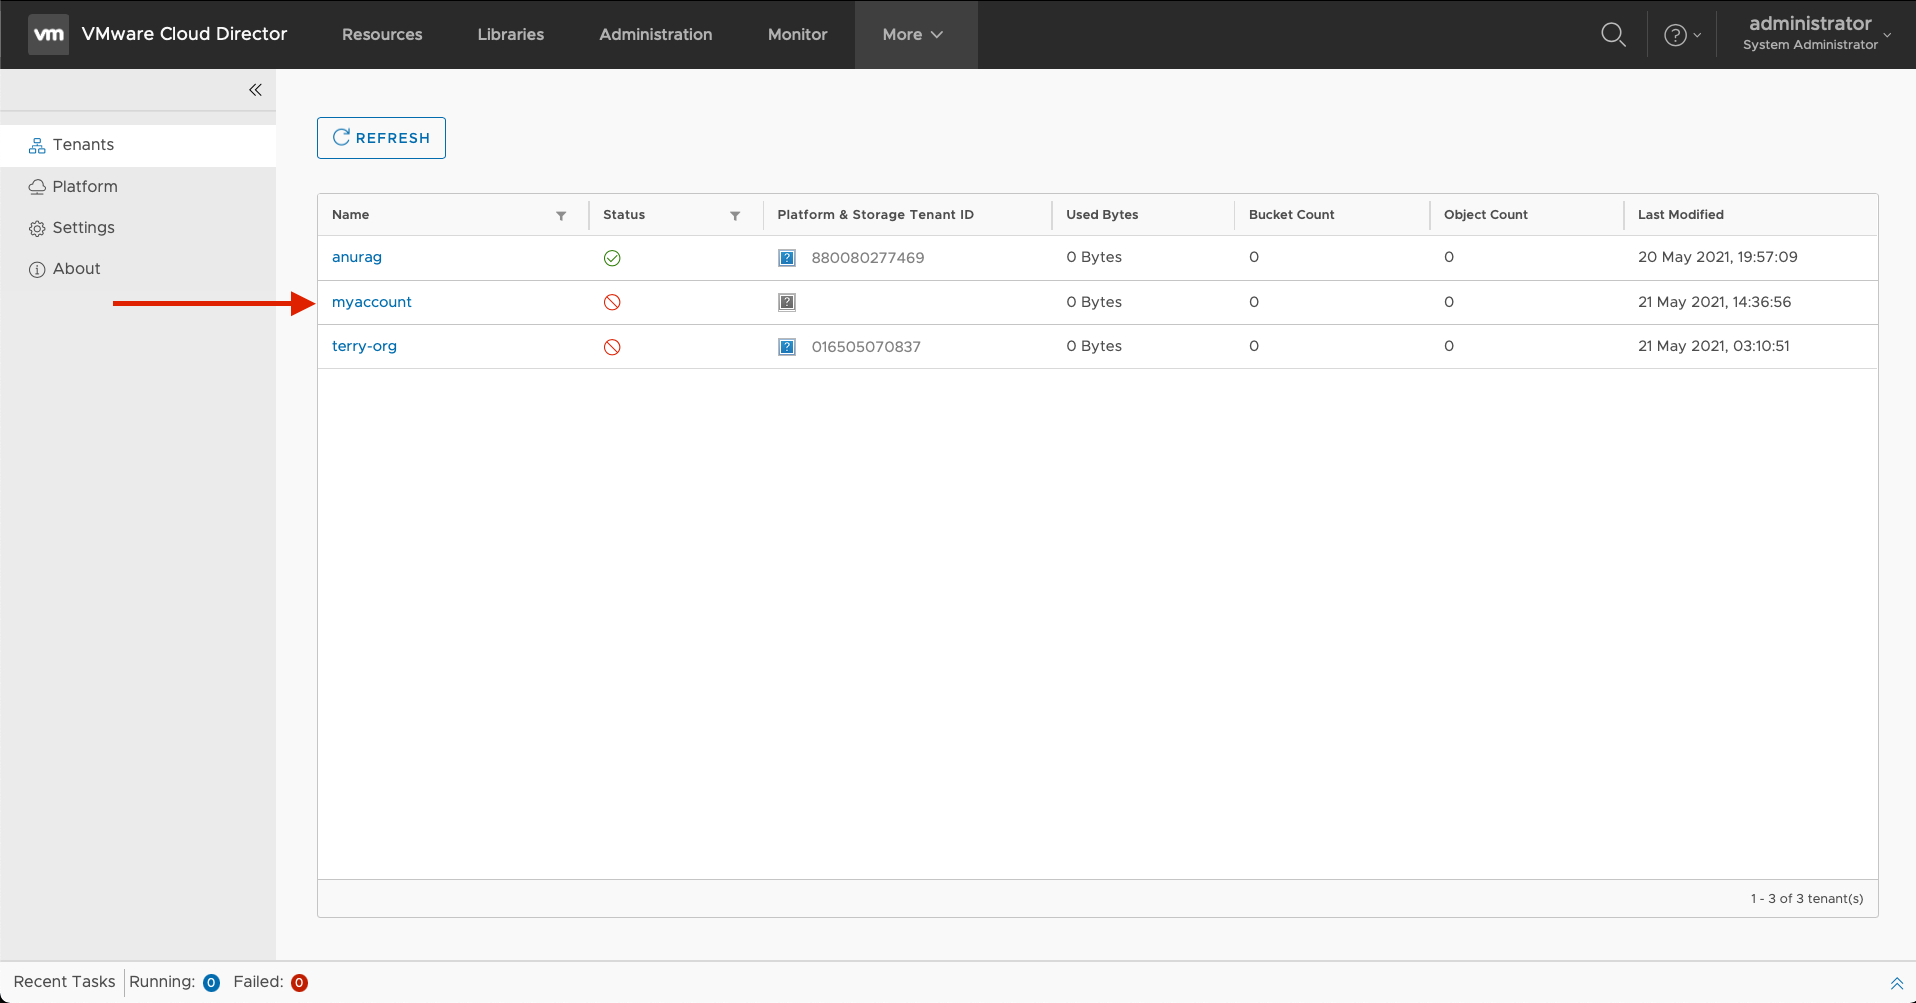 vm VMware Cloud Director Resources Libraries Administration Monitor More ? administrator
System Administrator
Tenants
Platform
Settings
About
REFRESH
Name Status Platform & Storage Tenant ID Used Bytes Bucket Count Object Count Last Modified
anurag ? 880080277469 0 Bytes 0 0 20 May 2021, 19:57:09
myaccount ? 0 Bytes 0 0 21 May 2021, 14:36:56
terry-org ? 016505070837 0 Bytes 0 0 21 May 2021, 03:10:51
1 - 3 of 3 tenant(s)
Recent Tasks Running: 0 Failed: 0